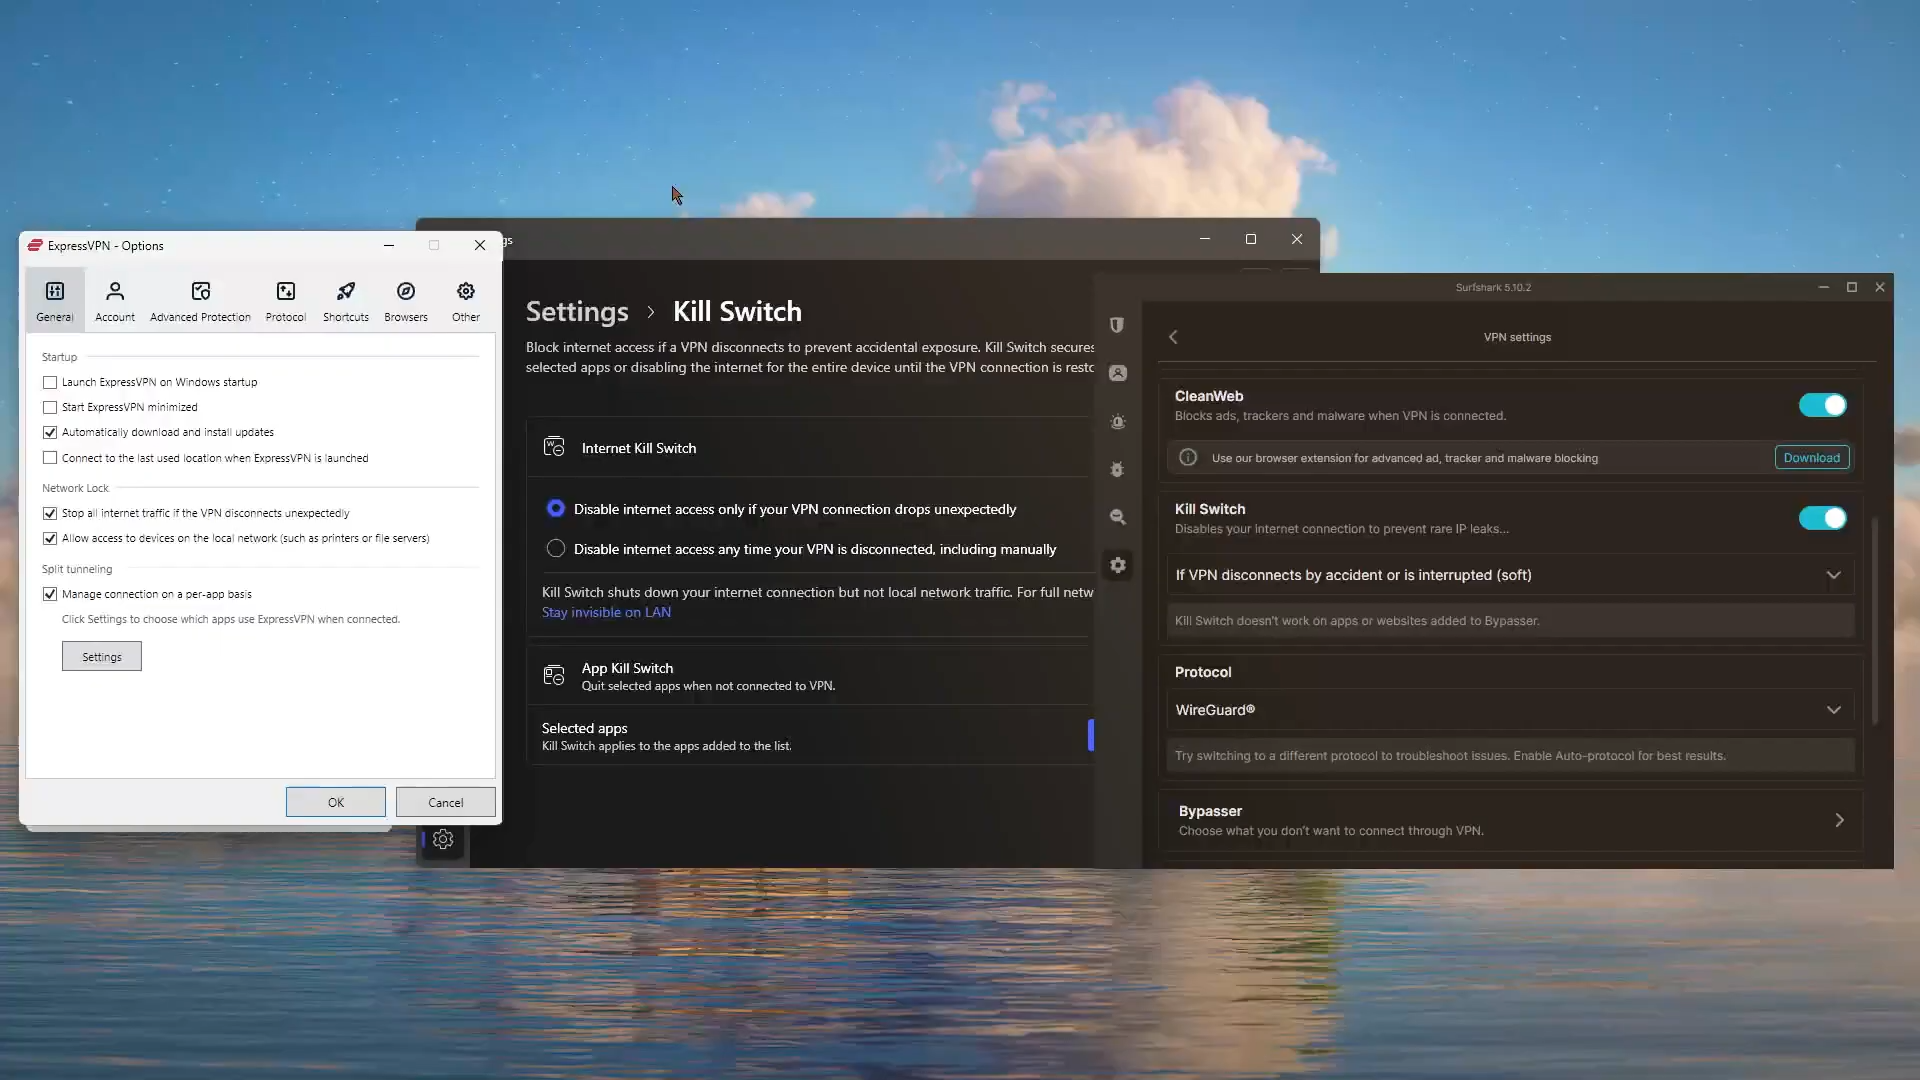 ExpressVPN - Options
General
Account
Advanced Protection
Protocol
Shortcuts
Browsers
Other
Startup
Launch ExpressVPN on Windows startup
Start ExpressVPN minimized
Automatically download and install updates
Connect to the last used location when ExpressVPN is launched
Network Lock
Stop all internet traffic if the VPN disconnects unexpectedly
Allow access to devices on the local network (such as printers or file servers)
Split tunneling
Manage connection on a per-app basis
Click Settings to choose which apps use ExpressVPN when connected.
Settings
OK
Cancel
gs
Settings > Kill Switch
Block internet access if a VPN disconnects to prevent accidental exposure. Kill Switch secures
selected apps or disabling the internet for the entire device until the VPN connection is resto
Internet Kill Switch
Disable internet access only if your VPN connection drops unexpectedly
Disable internet access any time your VPN is disconnected, including manually
Kill Switch shuts down your internet connection but not local network traffic. For full netw
Stay invisible on LAN
App Kill Switch
Quit selected apps when not connected to VPN.
Selected apps
Kill Switch applies to the apps added to the list.
Surfshark 5.10.2
VPN settings
CleanWeb
Blocks ads, trackers and malware when VPN is connected.
Use our browser extension for advanced ad, tracker and malware blocking
Download
Kill Switch
Disables your internet connection to prevent rare IP leaks...
If VPN disconnects by accident or is interrupted (soft)
Kill Switch doesn't work on apps or websites added to Bypasser.
Protocol
WireGuard®
Try switching to a different protocol to troubleshoot issues. Enable Auto-protocol for best results.
Bypasser
Choose what you don't want to connect through VPN.